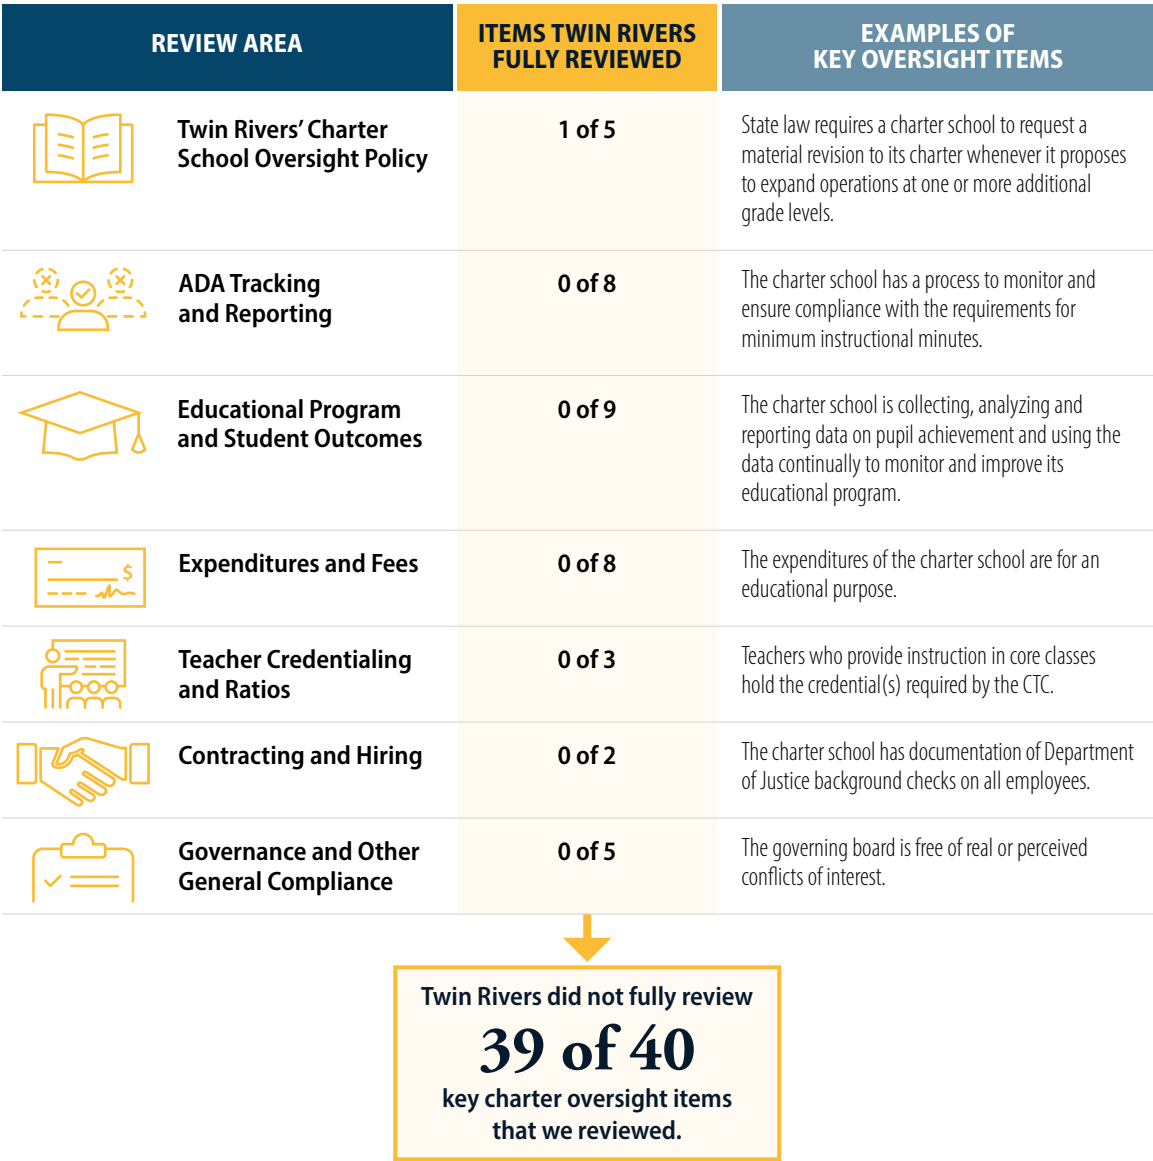 REVIEW AREA
ITEMS TWIN RIVERS
FULLY REVIEWED
EXAMPLES OF
KEY OVERSIGHT ITEMS
Twin Rivers’ Charter
School Oversight Policy
1 of 5
State law requires a charter school to request a
material revision to its charter whenever it proposes
to expand operations at one or more additional
grade levels.
ADA Tracking
and Reporting
0 of 8
The charter school has a process to monitor and
ensure compliance with the requirements for
minimum instructional minutes.
Educational Program
and Student Outcomes
0 of 9
The charter school is collecting, analyzing and
reporting data on pupil achievement and using the
data continually to monitor and improve its
educational program.
$
Expenditures and Fees
0 of 8
The expenditures of the charter school are for an
educational purpose.
Teacher Credentialing
and Ratios
0 of 3
Teachers who provide instruction in core classes
hold the credential(s) required by the CTC.
Contracting and Hiring
0 of 2
The charter school has documentation of Department
of Justice background checks on all employees.
Governance and Other
General Compliance
0 of 5
The governing board is free of real or perceived
conflicts of interest.
Twin Rivers did not fully review
39 of 40
key charter oversight items
that we reviewed.